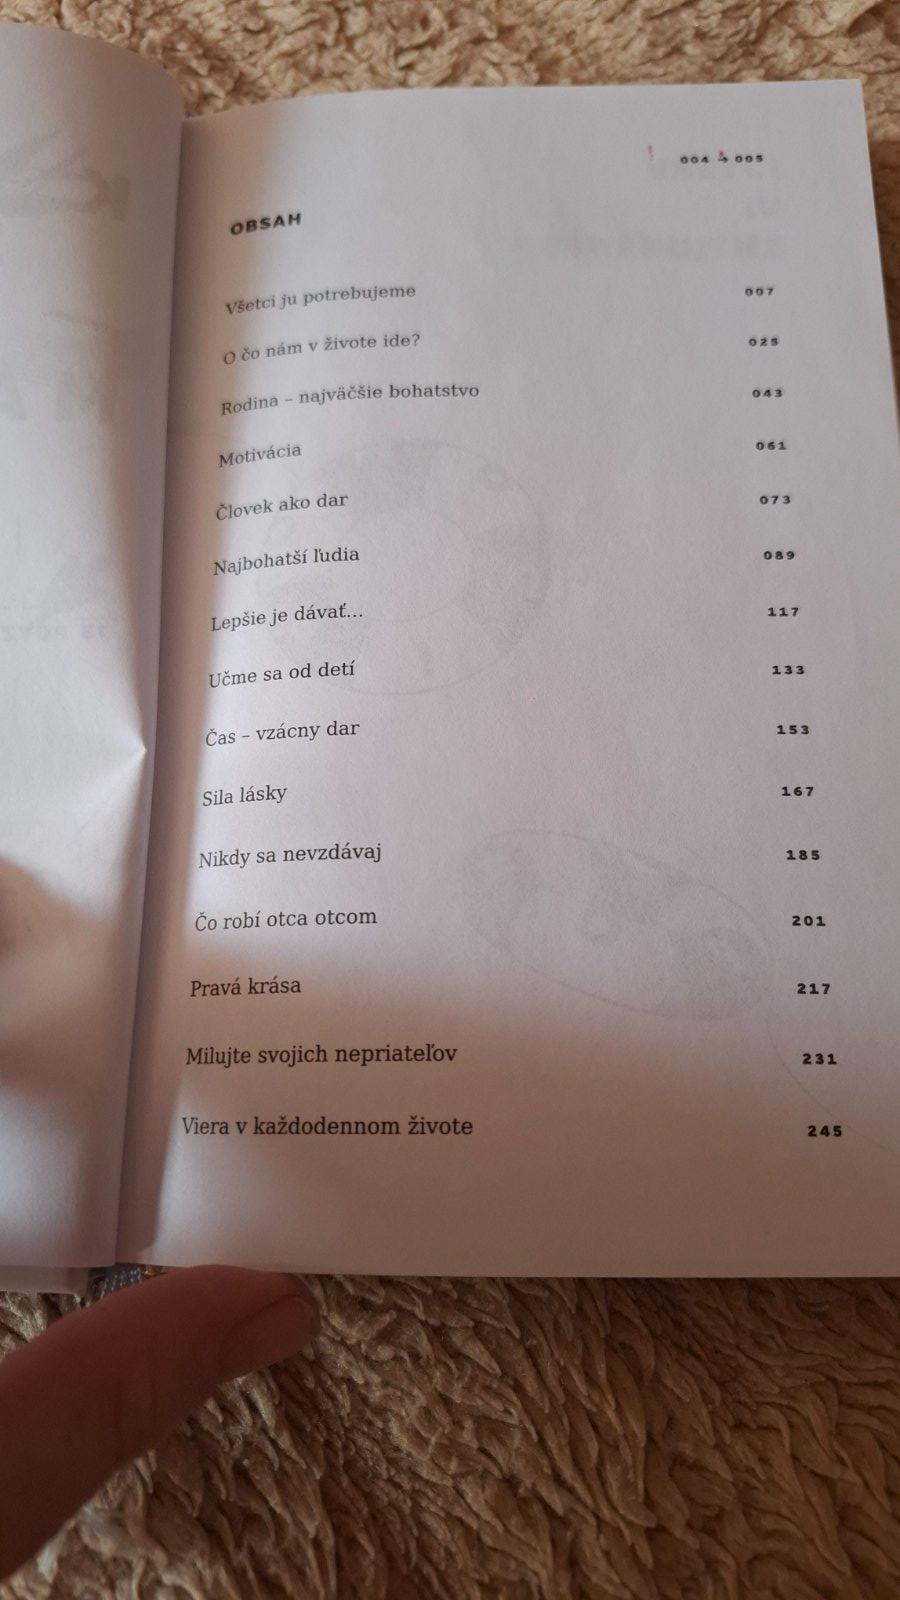 004 → 005
OBSAH
Všetci ju potrebujeme 007
O čo nám v živote ide? 025
Rodina – najväčšie bohatstvo 043
Motivácia 061
Človek ako dar 073
Najbohatší ľudia 089
Lepšie je dávať... 117
Učme sa od detí 133
Čas – vzácny dar 153
Sila lásky 167
Nikdy sa nevzdávaj 185
Čo robí otca otcom 201
Pravá krása 217
Milujte svojich nepriateľov 231
Viera v každodennom živote 245